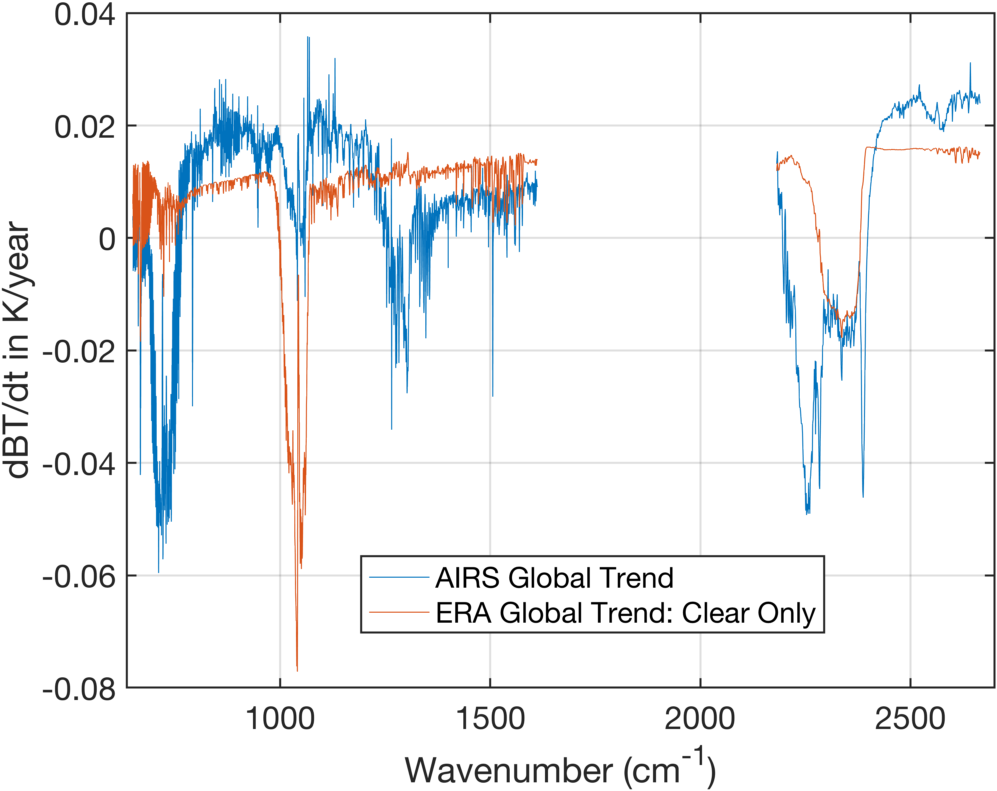 0.04
0.02
0
-0.02
-0.04
-0.06
-0.08
dBT/dt in K/year
AIRS Global Trend
ERA Global Trend: Clear Only
1000 1500 2000 2500
Wavenumber (cm⁻¹)